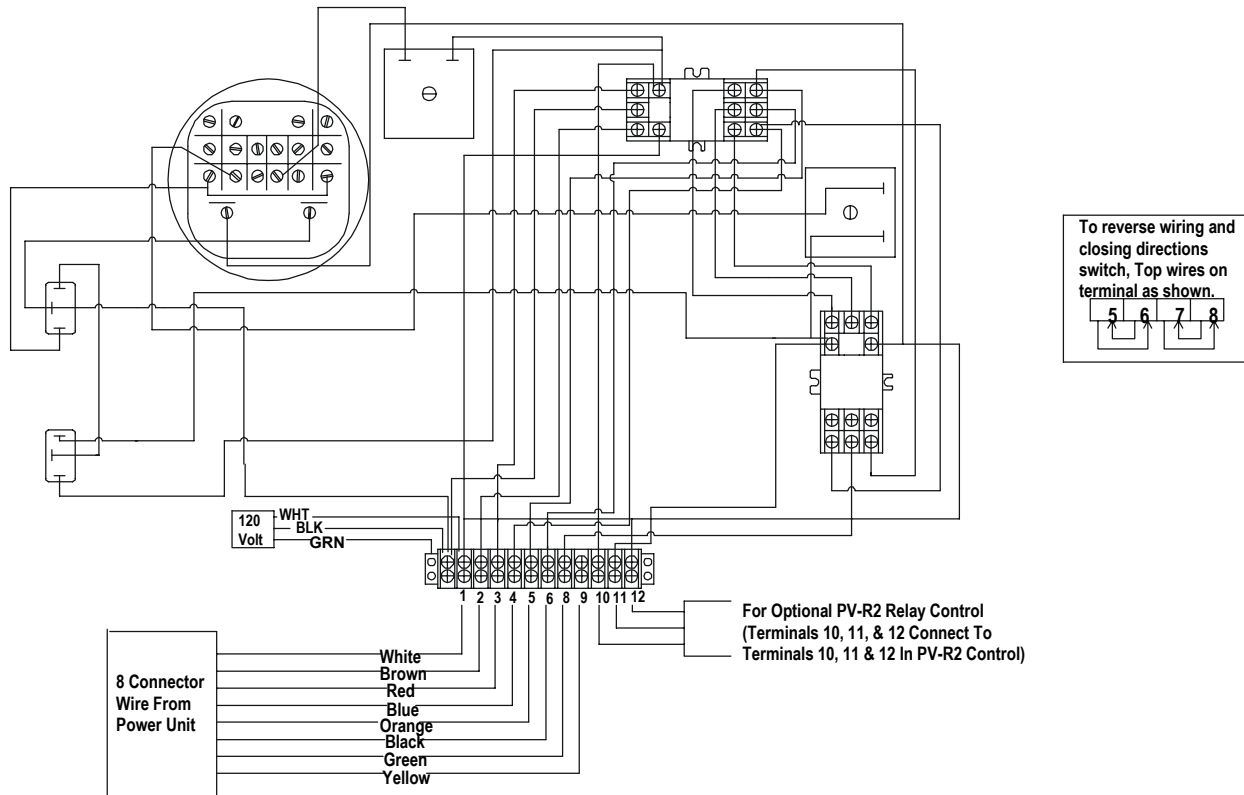 To reverse wiring and
closing directions
switch, Top wires on
terminal as shown.
5 6 7 8
120
Volt
WHT
BLK
GRN
1 2 3 4 5 6 8 9 10 11 12
For Optional PV-R2 Relay Control
(Terminals 10, 11, & 12 Connect To
Terminals 10, 11 & 12 In PV-R2 Control)
8 Connector
Wire From
Power Unit
White
Brown
Red
Blue
Orange
Black
Green
Yellow